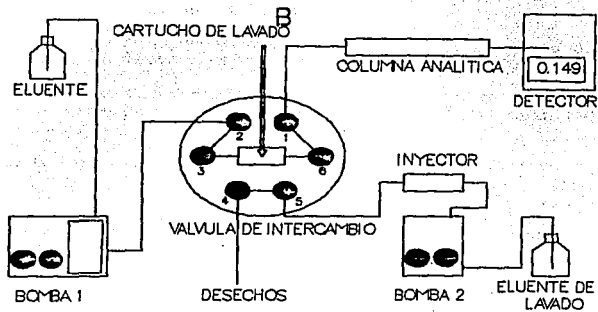 B
CARTUCHO DE LAVADO
COLUMNA ANALITICA
0.149
ELUENTE
DETECTOR
2
1
3
6
4
5
INYECTOR
VALVULA DE INTERCAMBIO
BOMBA 1
DESECHOS
BOMBA 2
ELUENTE DE
LAVADO